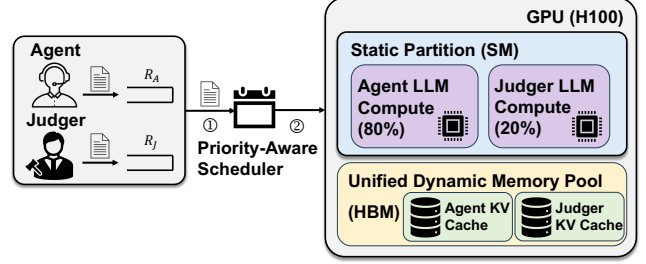 Agent
R_A
Judger
R_J
①
②
Priority-Aware
Scheduler
GPU (H100)
Static Partition (SM)
Agent LLM
Compute
(80%)
Judger LLM
Compute
(20%)
Unified Dynamic Memory Pool
(HBM)
Agent KV
Cache
Judger
KV Cache